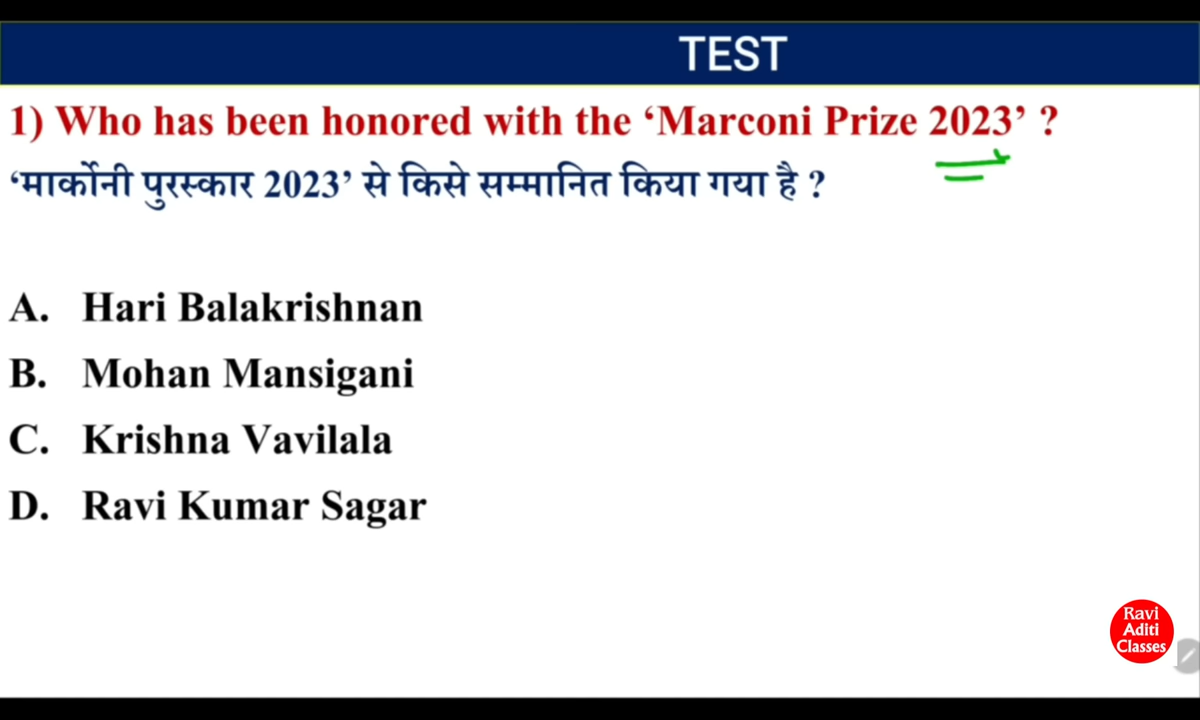 TEST
1) Who has been honored with the ‘Marconi Prize 2023’ ?
‘मार्कोनी पुरस्कार 2023’ से किसे सम्मानित किया गया है ?
A. Hari Balakrishnan
B. Mohan Mansigani
C. Krishna Vavilala
D. Ravi Kumar Sagar
Ravi
Aditi
Classes